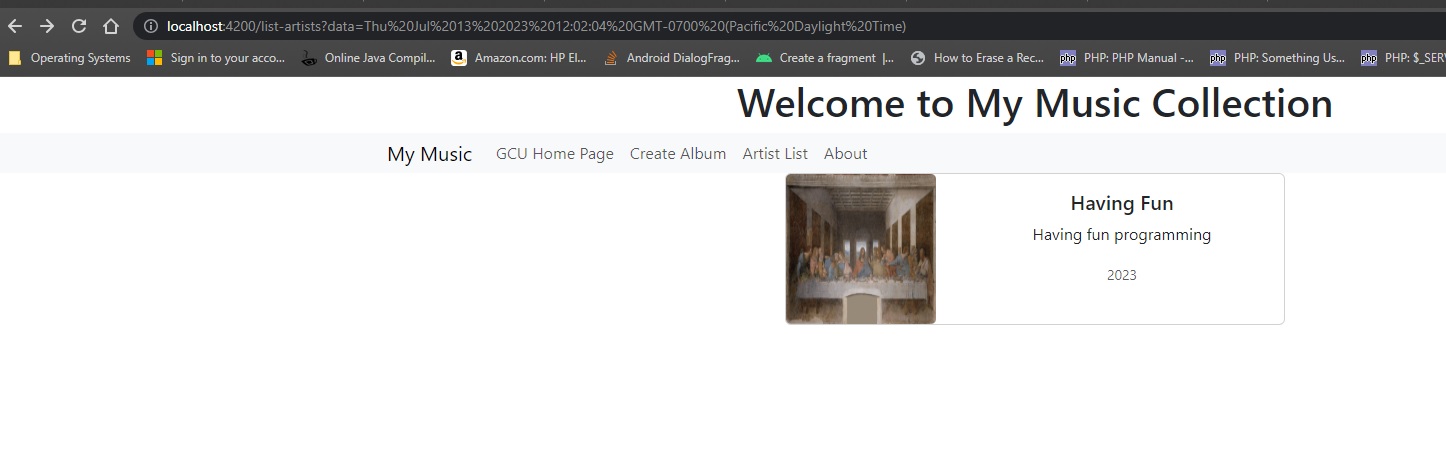 localhost:4200/list-artists?data=Thu%20Jul%2013%202023%2012:02:04%20GMT-0700%20(Pacific%20Daylight%20Time)
Operating Systems Sign in to your acco... Online Java Compil... Amazon.com: HP El... Android DialogFrag... Create a fragment |... How to Erase a Rec... php PHP: PHP Manual -... php PHP: Something Us... php PHP: $_SERV
Welcome to My Music Collection
My Music GCU Home Page Create Album Artist List About
Having Fun
Having fun programming
2023